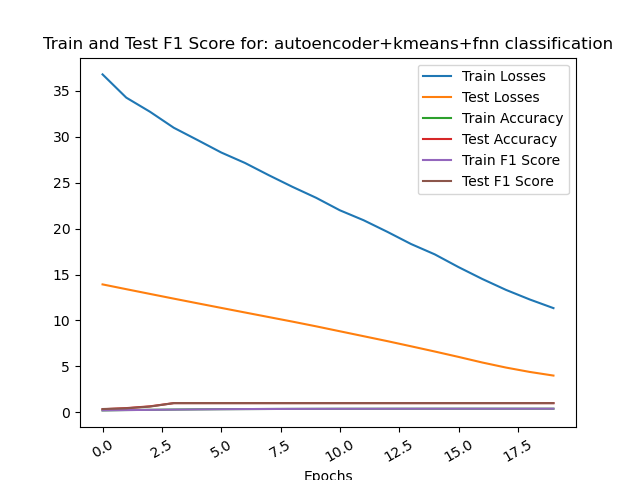 Train and Test F1 Score for: autoencoder+kmeans+fnn classification
Train Losses
Test Losses
Train Accuracy
Test Accuracy
Train F1 Score
Test F1 Score
35
30
25
20
15
10
5
0
0.0 2.5 5.0 7.5 10.0 12.5 15.0 17.5
Epochs